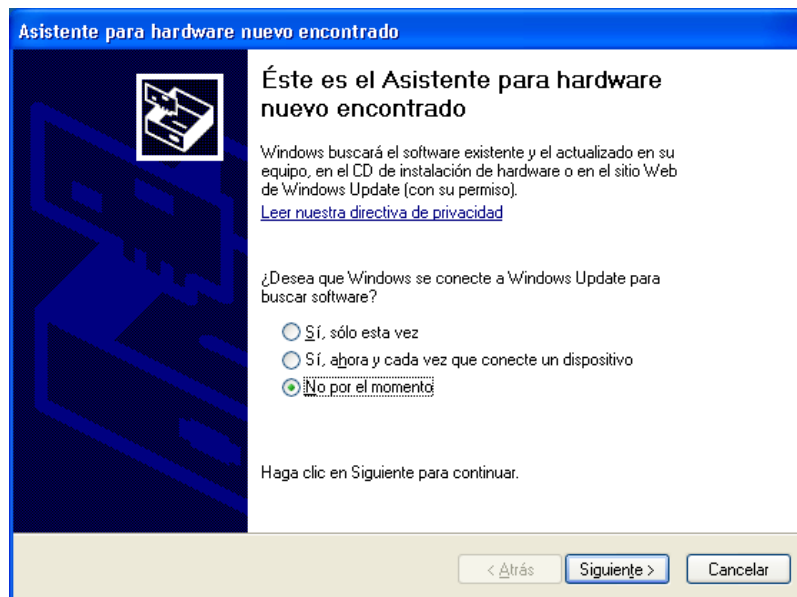 Asistente para hardware nuevo encontrado
Éste es el Asistente para hardware
nuevo encontrado
Windows buscará el software existente y el actualizado en su
equipo, en el CD de instalación de hardware o en el sitio Web
de Windows Update (con su permiso).
Leer nuestra directiva de privacidad
¿Desea que Windows se conecte a Windows Update para
buscar software?
Sí, sólo esta vez
Sí, ahora y cada vez que conecte un dispositivo
No por el momento
Haga clic en Siguiente para continuar.
< Atrás
Siguiente >
Cancelar